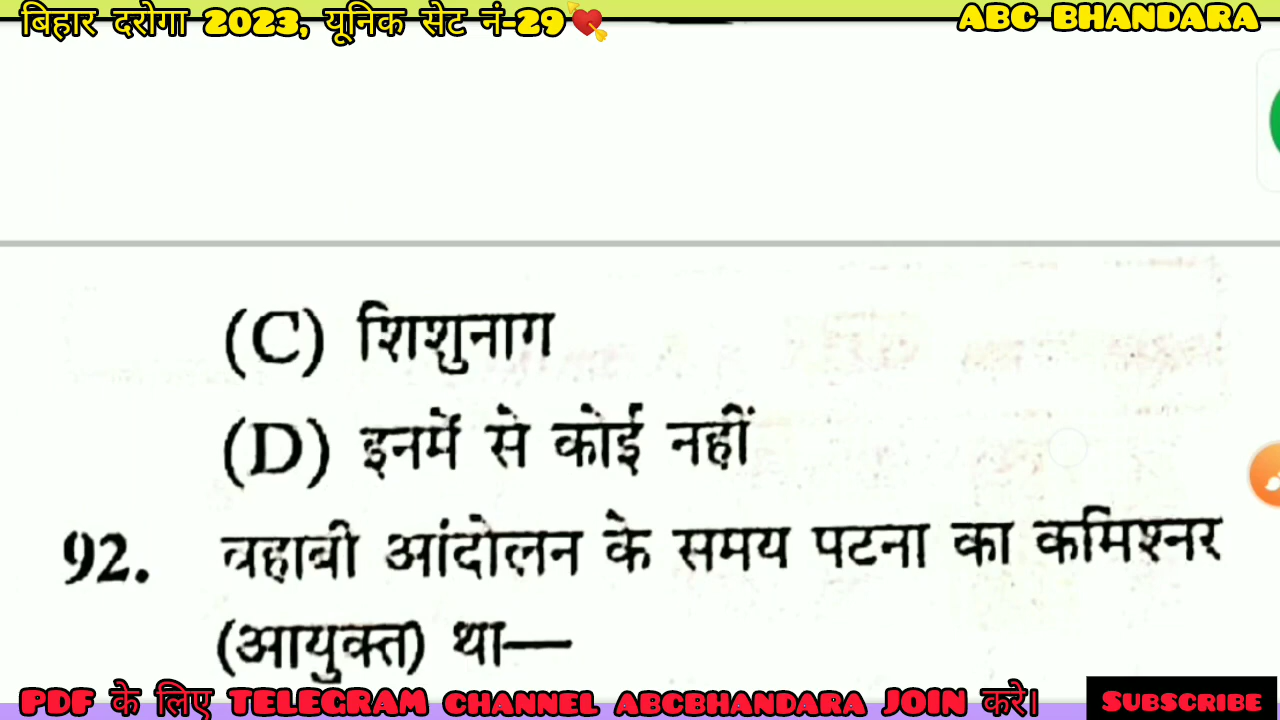 बिहार दरोगा 2023, यूनिक सेट नं-29💘
ABC BHANDARA
(C) शिशुनाग
(D) इनमें से कोई नहीं
92. वहाबी आंदोलन के समय पटना का कमिश्नर
(आयुक्त) था—
PDF के लिए TELEGRAM CHANNEL ABCBHANDARA JOIN करे।
SUBSCRIBE